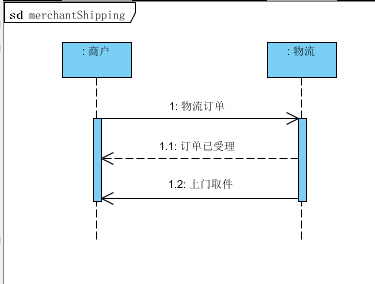 sd merchantShipping
: 商户
: 物流
1: 物流订单
1.1: 订单已受理
1.2: 上门取件